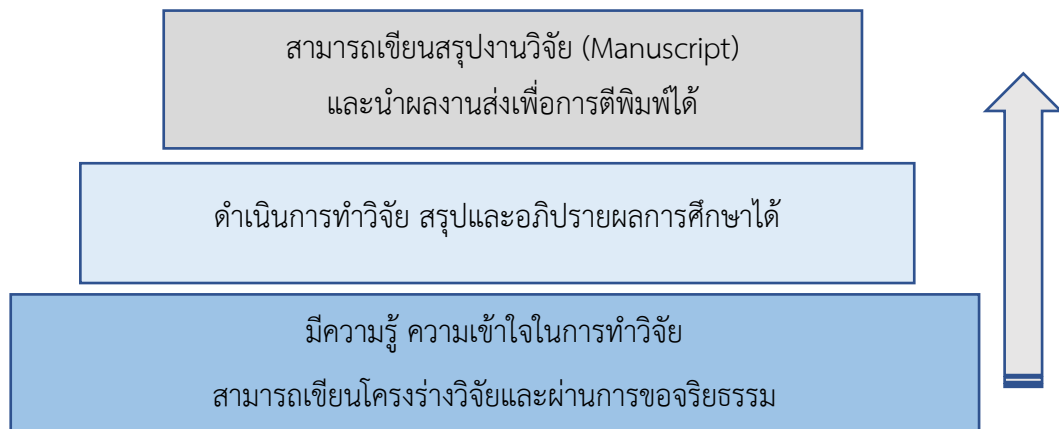 สามารถเขียนสรุปงานวิจัย (Manuscript)
และนำผลงานส่งเพื่อการตีพิมพ์ได้
ดำเนินการทำวิจัย สรุปและอภิปรายผลการศึกษาได้
มีความรู้ ความเข้าใจในการทำวิจัย
สามารถเขียนโครงร่างวิจัยและผ่านการขอจริยธรรม